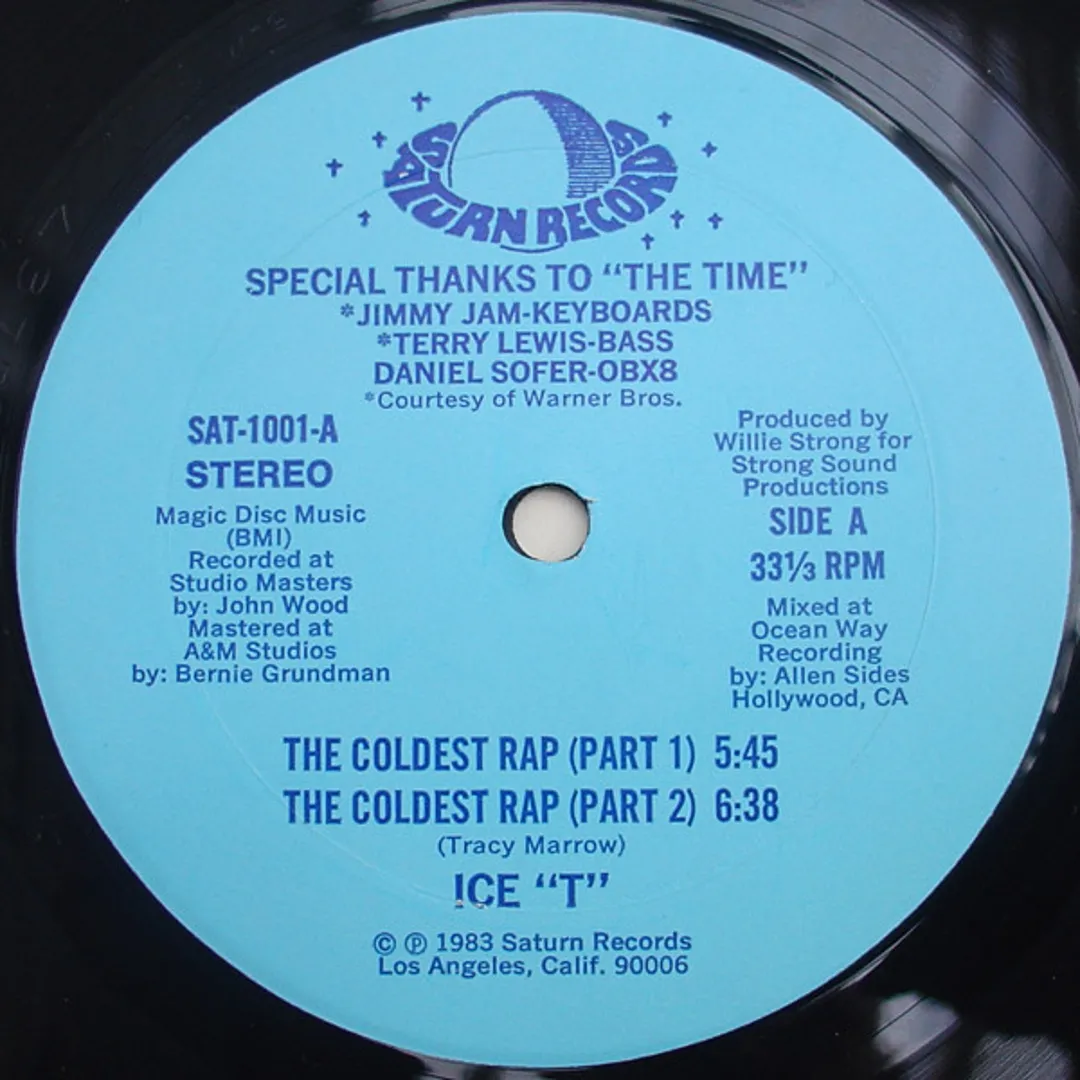 SATURN RECORDS
SPECIAL THANKS TO “THE TIME”
*JIMMY JAM-KEYBOARDS
*TERRY LEWIS-BASS
DANIEL SOFER-OBX8
*Courtesy of Warner Bros.
SAT-1001-A
STEREO
Magic Disc Music
(BMI)
Recorded at
Studio Masters
by: John Wood
Mastered at
A&M Studios
by: Bernie Grundman
Produced by
Willie Strong for
Strong Sound
Productions
SIDE A
33⅓ RPM
Mixed at
Ocean Way
Recording
by: Allen Sides
Hollywood, CA
THE COLDEST RAP (PART 1) 5:45
THE COLDEST RAP (PART 2) 6:38
(Tracy Marrow)
ICE “T”
© ℗ 1983 Saturn Records
Los Angeles, Calif. 90006